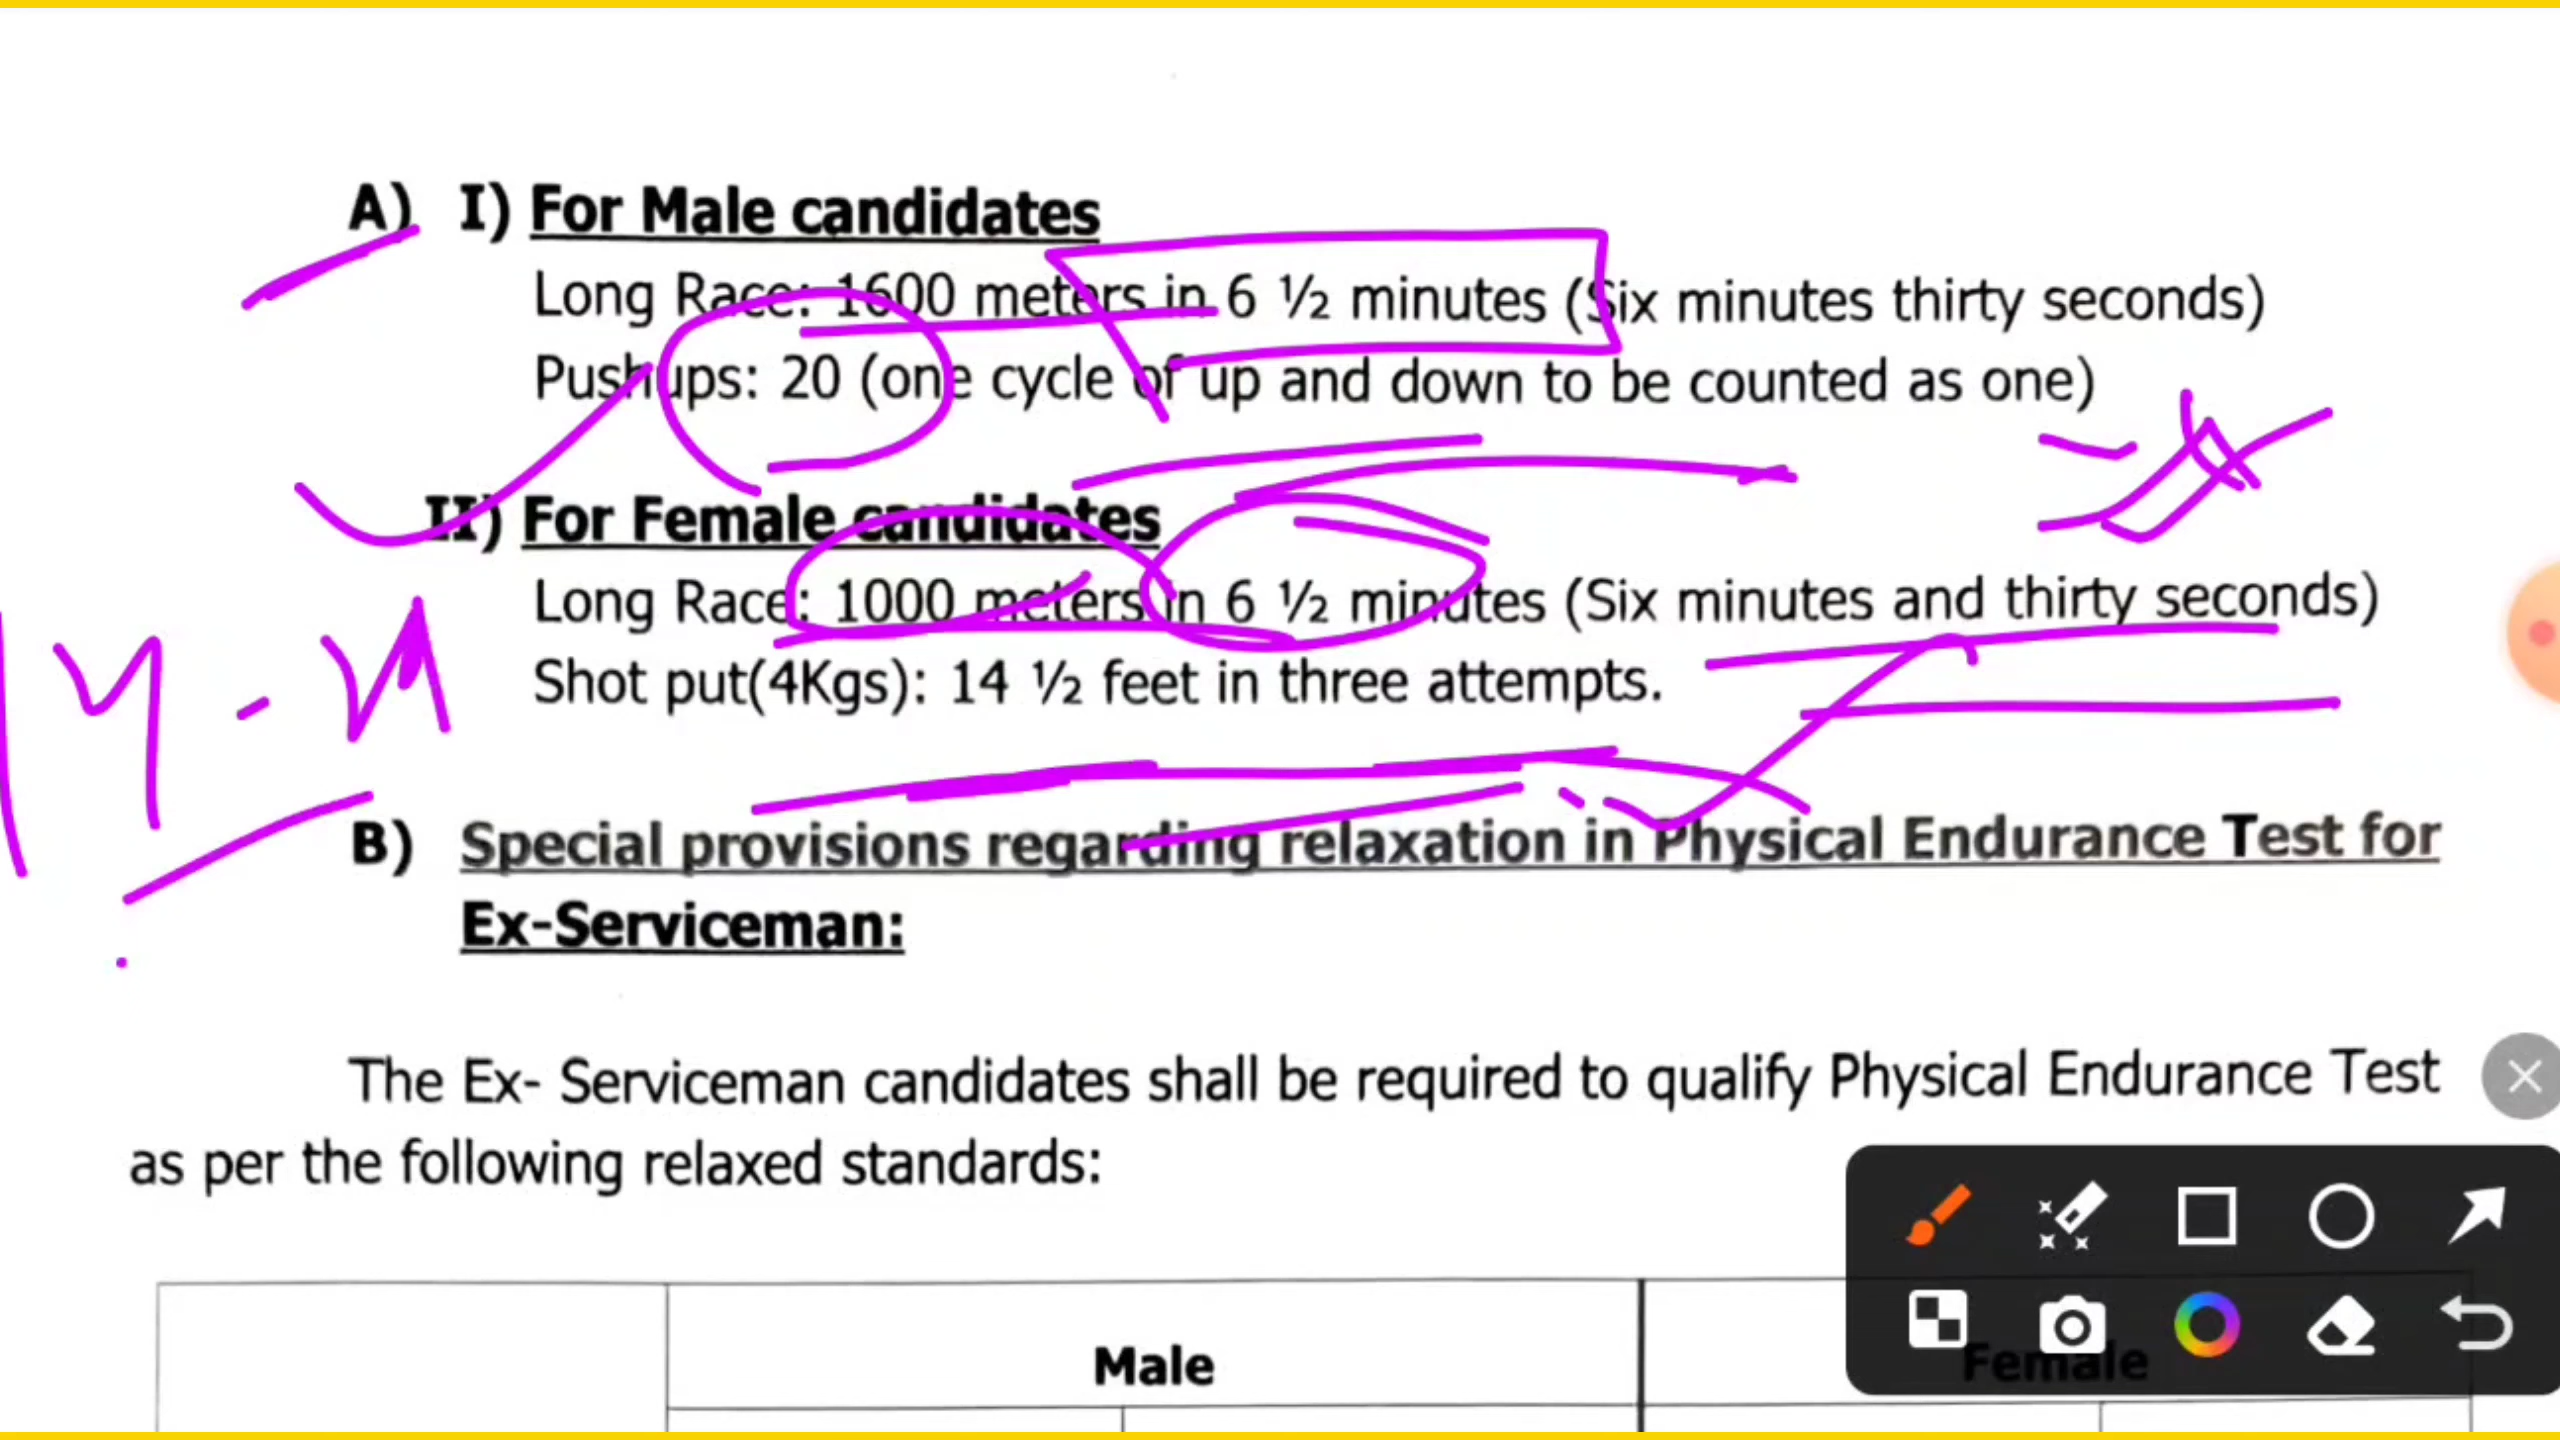 A) I) For Male candidates
Long Race: 1600 meters in 6 ½ minutes (Six minutes thirty seconds)
Pushups: 20 (one cycle of up and down to be counted as one)
II) For Female candidates
Long Race: 1000 meters in 6 ½ minutes (Six minutes and thirty seconds)
Shot put(4Kgs): 14 ½ feet in three attempts.
B) Special provisions regarding relaxation in Physical Endurance Test for
Ex-Serviceman:
The Ex- Serviceman candidates shall be required to qualify Physical Endurance Test
as per the following relaxed standards:
Male Female